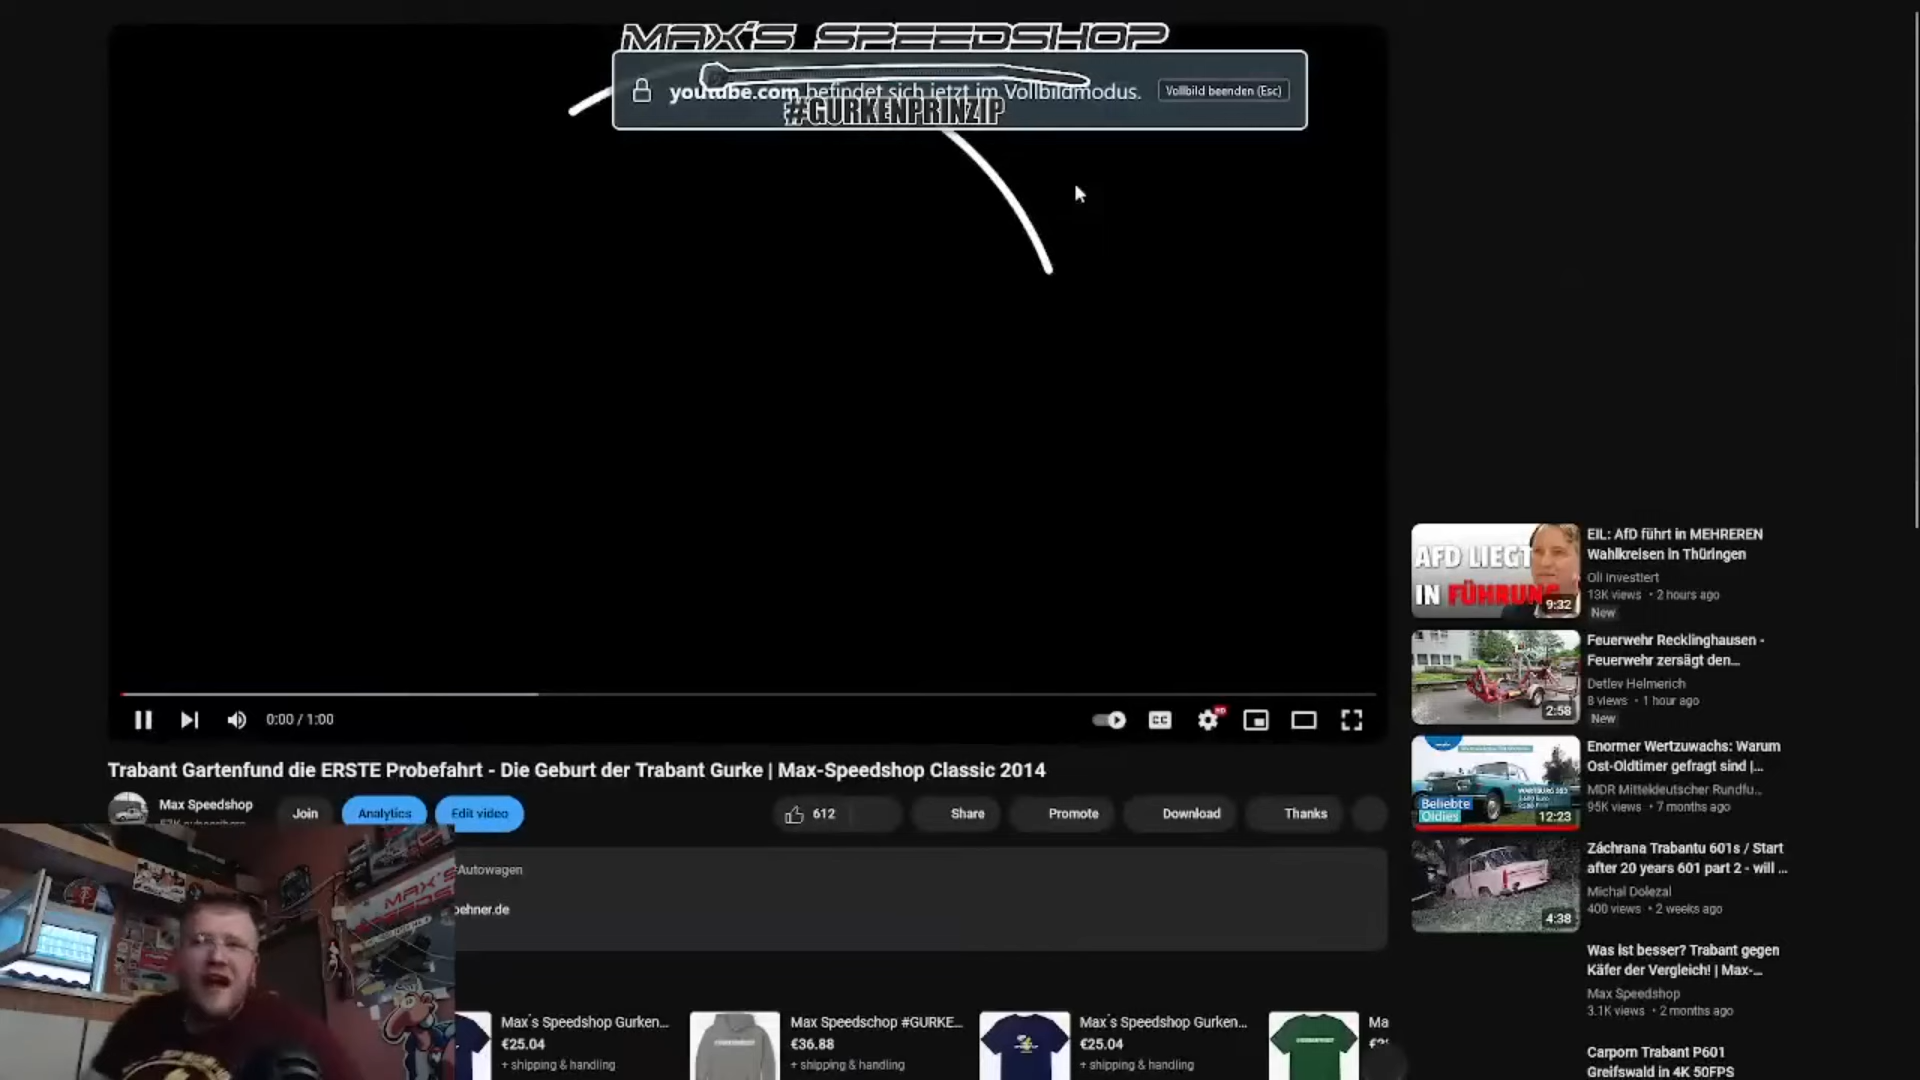 MAX'S SPEEDSHOP
youtube.com befindet sich jetzt im Vollbildmodus.
Vollbild beenden (Esc)
#GURKENPRINZIP
0:00 / 1:00
CC
HD
Trabant Gartenfund die ERSTE Probefahrt - Die Geburt der Trabant Gurke | Max-Speedshop Classic 2014
Max Speedshop
Join
Analytics
Edit video
612
Share
Promote
Download
Thanks
#Autowagen
oehner.de
MAX'S
Max's Speedshop Gurken...
€25.04
+ shipping & handling
Max Speedschop #GURKE...
€36.88
+ shipping & handling
Max's Speedshop Gurken...
€25.04
+ shipping & handling
Ma
AFD LIEGT
IN FÜHRUNG
9:32
EIL: AfD führt in MEHREREN
Wahlkreisen in Thüringen
Oli Investiert
13K views • 2 hours ago
New
2:58
Feuerwehr Recklinghausen -
Feuerwehr zersägt den...
Detlev Helmerich
8 views • 1 hour ago
New
Beliebte
Oldies
12:23
Enormer Wertzuwachs: Warum
Ost-Oldtimer gefragt sind |...
MDR Mitteldeutscher Rundfu...
95K views • 7 months ago
4:38
Záchrana Trabantu 601s / Start
after 20 years 601 part 2 - will ...
Michal Dolezal
400 views • 2 weeks ago
Was ist besser? Trabant gegen
Käfer der Vergleich! | Max-...
Max Speedshop
3.1K views • 2 months ago
Carporn Trabant P601
Greifswald in 4K 50FPS